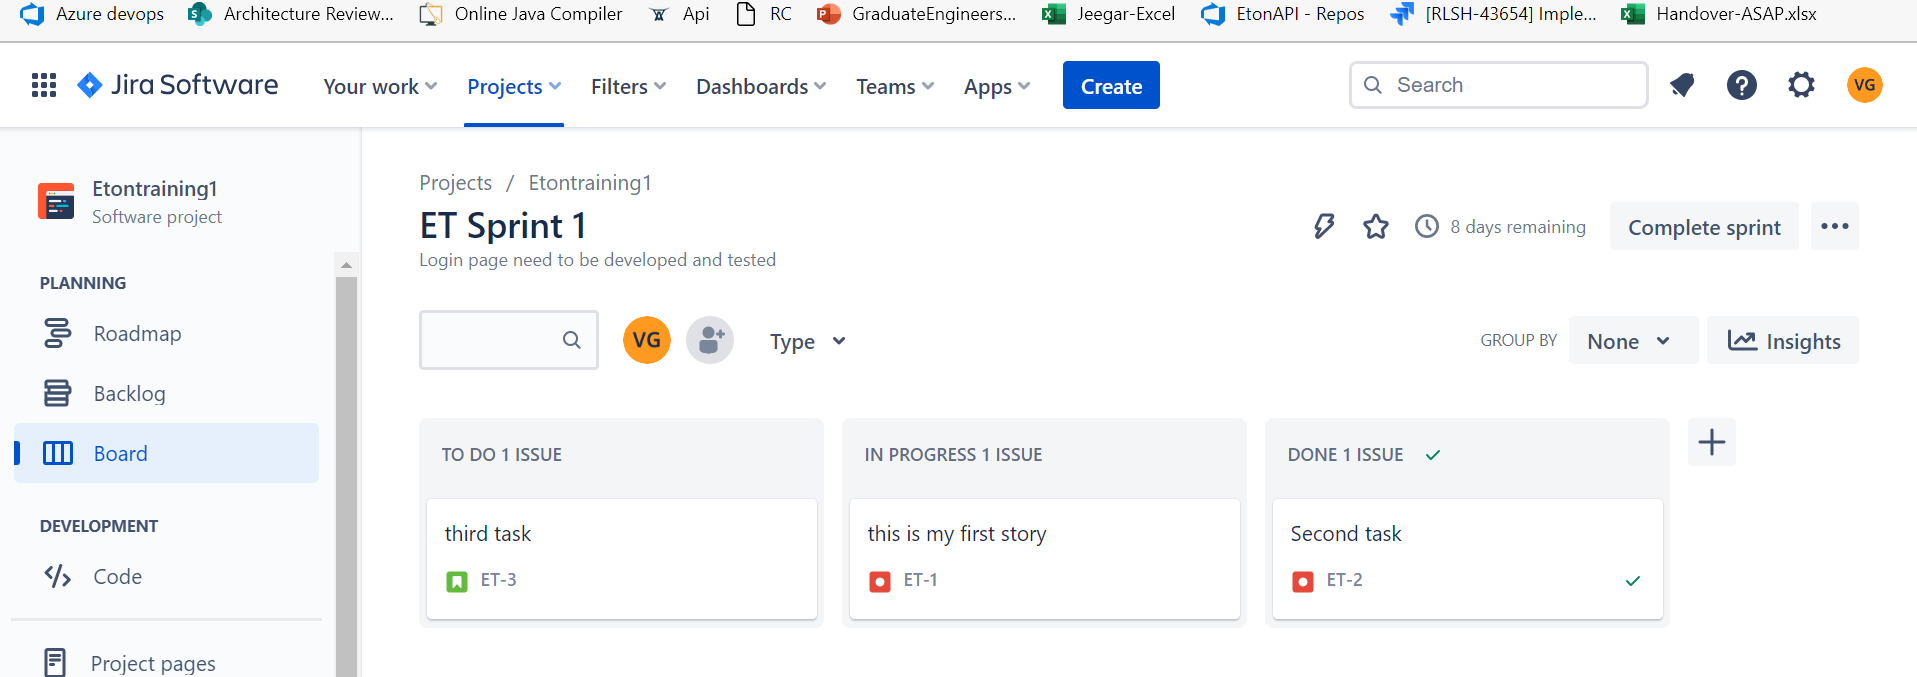 Azure devops Architecture Review... Online Java Compiler Api RC GraduateEngineers... Jeegar-Excel EtonAPI - Repos [RLSH-43654] Imple... Handover-ASAP.xlsx
Jira Software Your work Projects Filters Dashboards Teams Apps Create Search VG
Etontraining1
Software project
PLANNING
Roadmap
Backlog
Board
DEVELOPMENT
Code
Project pages
Projects / Etontraining1
ET Sprint 1
8 days remaining Complete sprint
Login page need to be developed and tested
VG Type GROUP BY None Insights
TO DO 1 ISSUE
third task
ET-3
IN PROGRESS 1 ISSUE
this is my first story
ET-1
DONE 1 ISSUE
Second task
ET-2